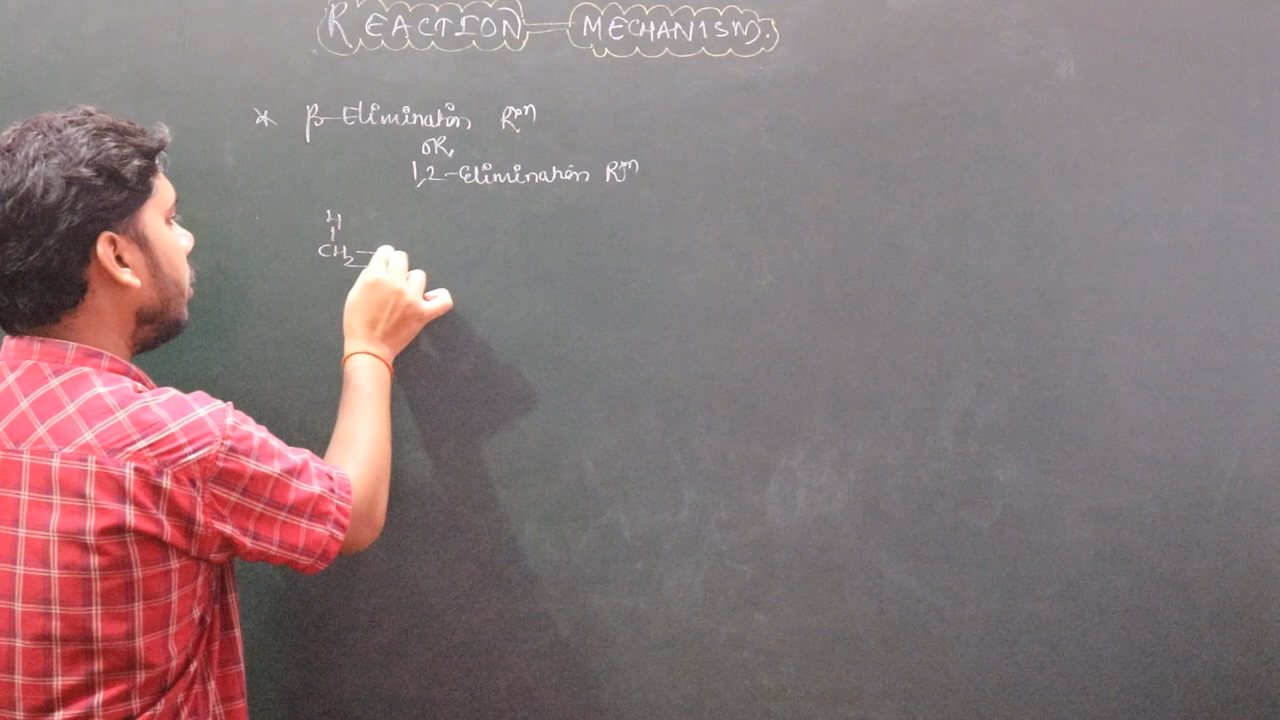 REACTION — MECHANISM.
* β-Elimination Rxn
OR,
1,2-Elimination Rxn
H
CH2